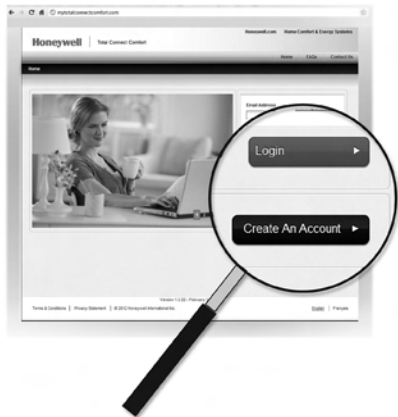 mytotalconnectcomfort.com
Honeywell.com Home Comfort & Energy Systems
Honeywell Total Connect Comfort
Home FAQs Contact Us
Home
Email Address
Login
Create An Account
Terms & Conditions | Privacy Statement | © 2012 Honeywell International Inc.
English | Français